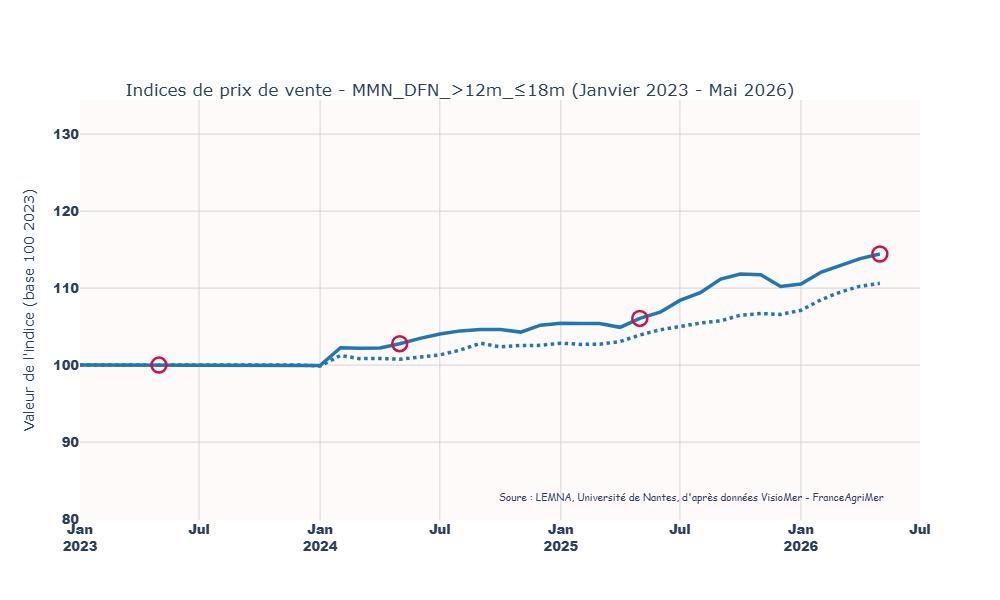 Indices de prix de vente - MMN_DFN_>12m_≤18m (Janvier 2023 - Mai 2026)
Valeur de l'indice (base 100 2023)
130
120
110
100
90
80
Soure : LEMNA, Université de Nantes, d'après données VisioMer - FranceAgriMer
Jan 2023
Jul
Jan 2024
Jul
Jan 2025
Jul
Jan 2026
Jul